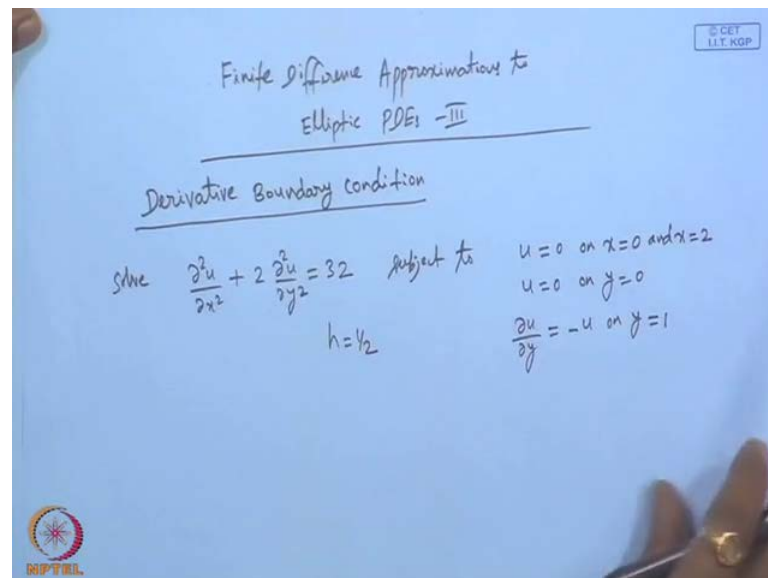 © CET
I.I.T. KGP
Finite Difference Approximations to
Elliptic PDEs - III
Derivative Boundary Condition
Solve ∂²u/∂x² + 2 ∂²u/∂y² = 32 subject to u = 0 on x = 0 and x = 2
u = 0 on y = 0
h = 1/2 ∂u/∂y = -u on y = 1
NPTEL